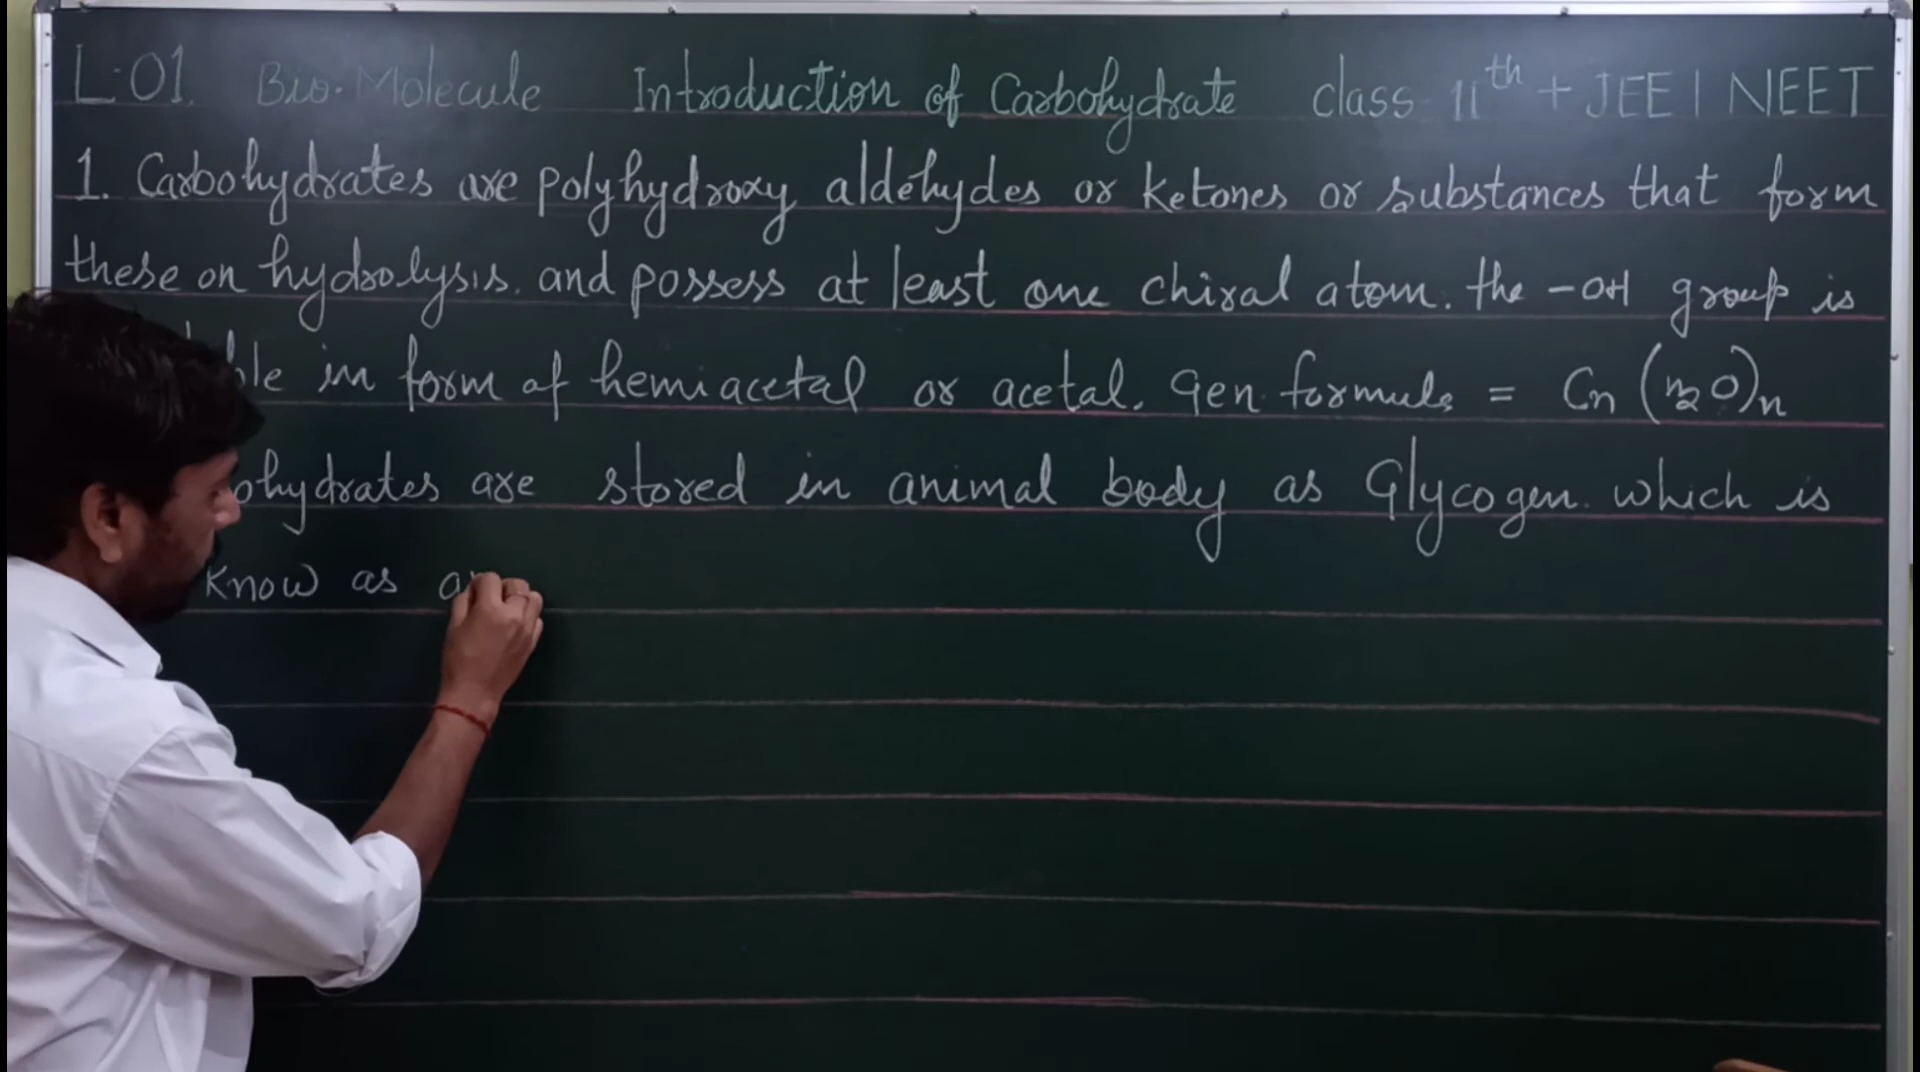 L-01. Bio-Molecule Introduction of Carbohydrate class 11th + JEE | NEET
1. Carbohydrates are polyhydroxy aldehydes or ketones or substances that form
these on hydrolysis. and possess at least one chiral atom. the -OH group is
in form of hemiacetal or acetal. Gen. formula = Cn (H2O)n
ohydrates are stored in animal body as Glycogen. which is
know as